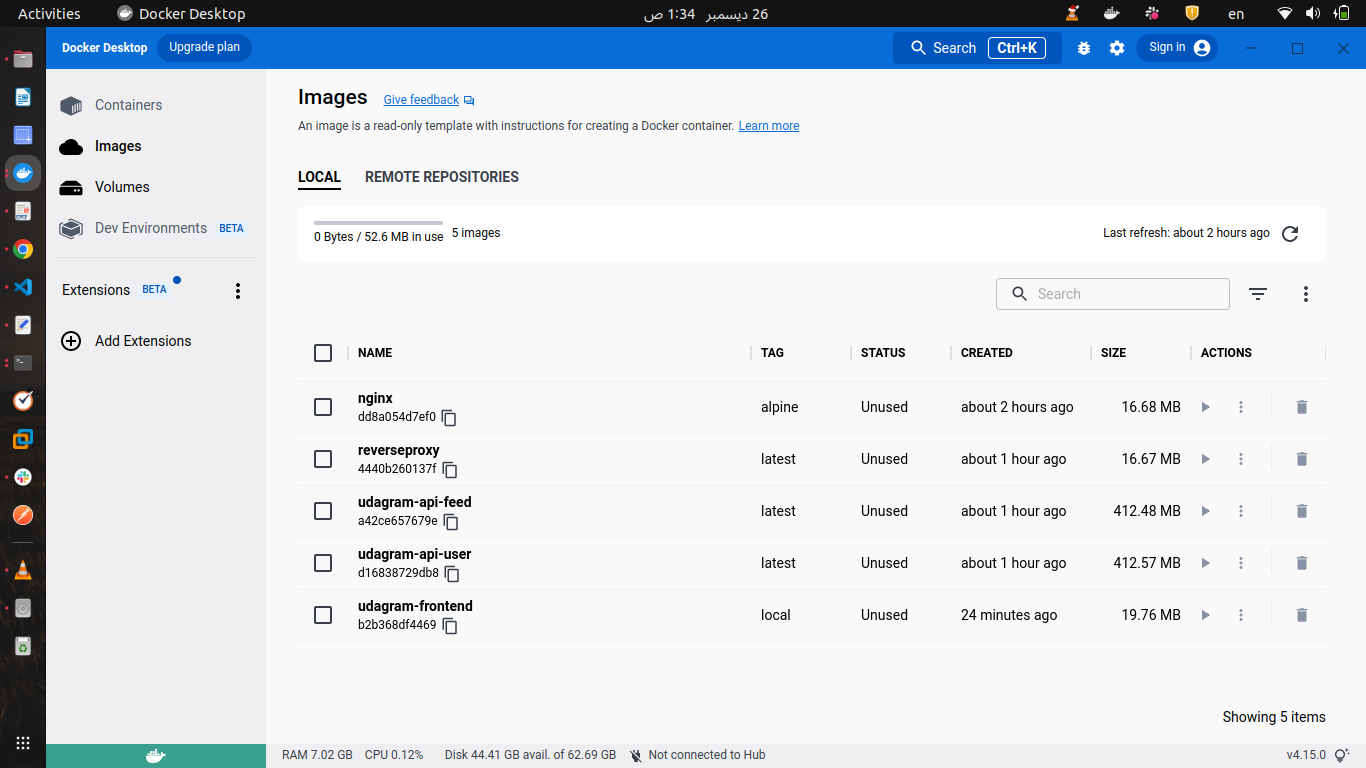 Activities Docker Desktop 26 ديسمبر 1:34 ص en
Docker Desktop Upgrade plan Search Ctrl+K Sign in
Containers
Images
Volumes
Dev Environments BETA
Extensions BETA
Add Extensions
Images Give feedback
An image is a read-only template with instructions for creating a Docker container. Learn more
LOCAL REMOTE REPOSITORIES
0 Bytes / 52.6 MB in use 5 images Last refresh: about 2 hours ago
Search
NAME TAG STATUS CREATED SIZE ACTIONS
nginx
dd8a054d7ef0 alpine Unused about 2 hours ago 16.68 MB
reverseproxy
4440b260137f latest Unused about 1 hour ago 16.67 MB
udagram-api-feed
a42ce657679e latest Unused about 1 hour ago 412.48 MB
udagram-api-user
d16838729db8 latest Unused about 1 hour ago 412.57 MB
udagram-frontend
b2b368df4469 local Unused 24 minutes ago 19.76 MB
Showing 5 items
RAM 7.02 GB CPU 0.12% Disk 44.41 GB avail. of 62.69 GB Not connected to Hub v4.15.0